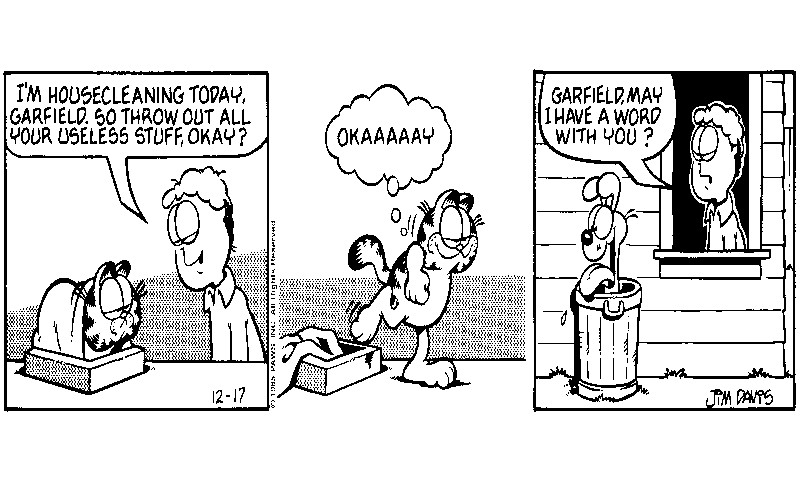 I'M HOUSECLEANING TODAY,
GARFIELD. SO THROW OUT ALL
YOUR USELESS STUFF, OKAY?
12-17
OKAAAAAY
GARFIELD, MAY
I HAVE A WORD
WITH YOU?
JIM DAVIS